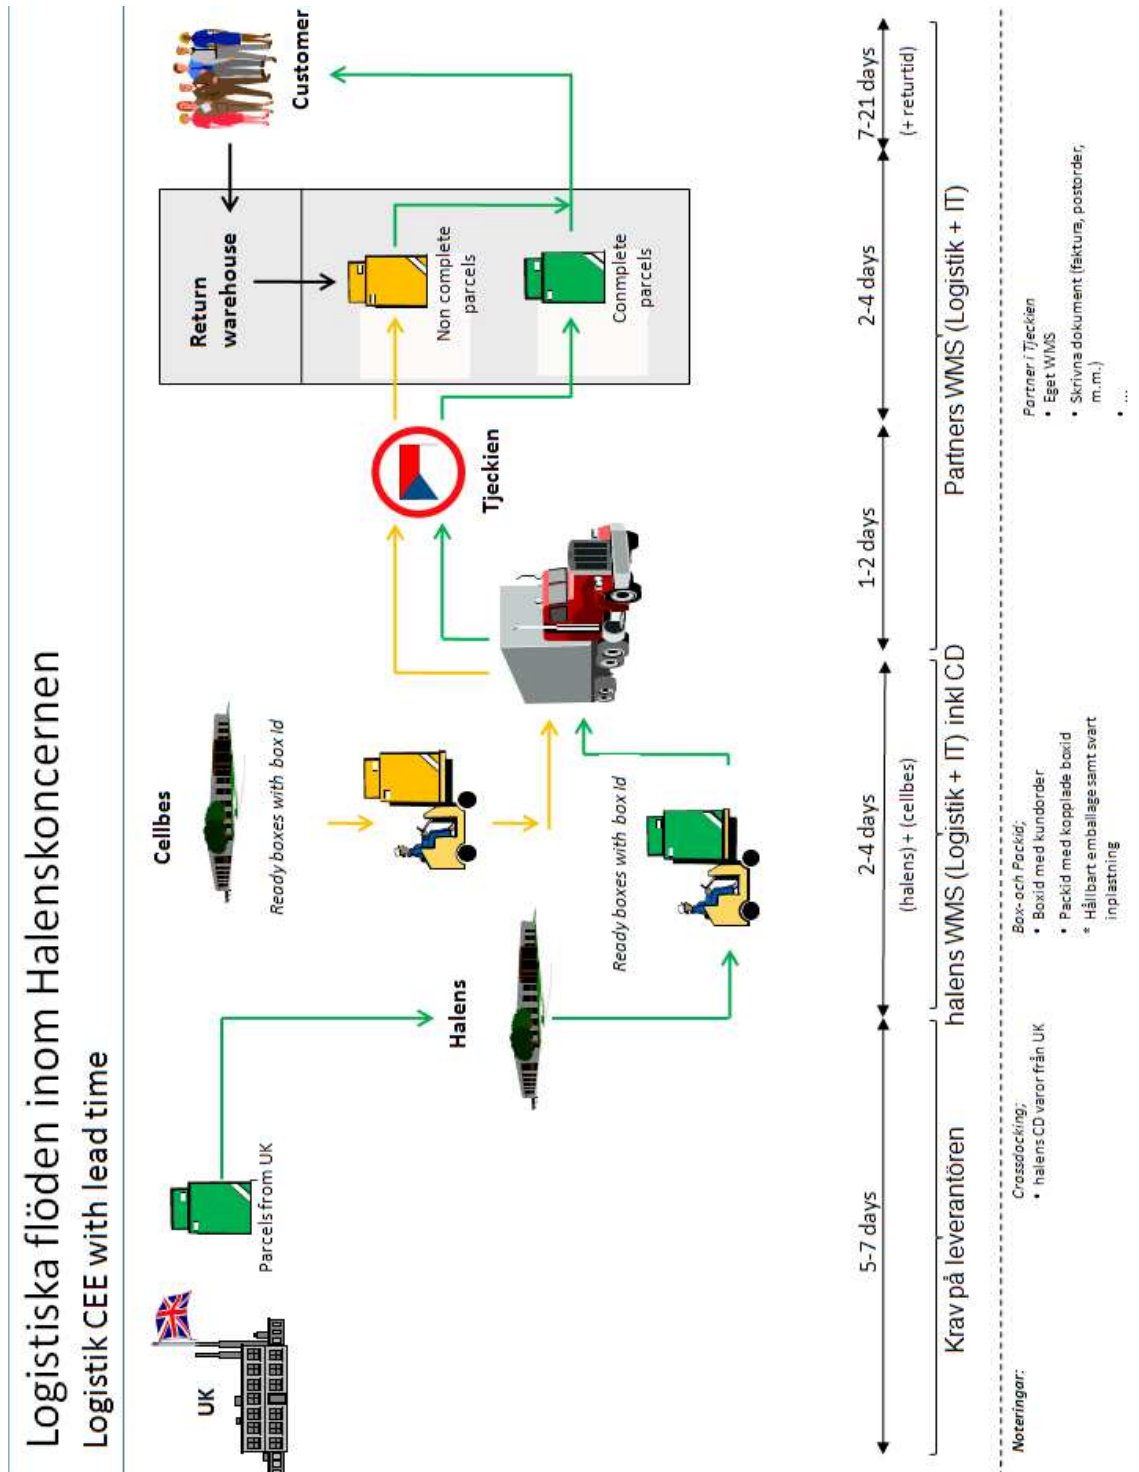 Logistiska flöden inom Halenskoncernen
Logistik CEE with lead time
UK
Parcels from UK
Cellbes
Ready boxes with box Id
Halens
Ready boxes with box Id
Tjeckien
Return
warehouse
Non complete
parcels
Conmplete
parcels
Customer
5-7 days
2-4 days
(halens) + (cellbes)
1-2 days
2-4 days
7-21 days
(+ returtid)
Krav på leverantören
halens WMS (Logistik + IT) inkl CD
Partners WMS (Logistik + IT)
Noteringar:
Crossdocking;
• halens CD varor från UK
Box- och Packid;
• Boxid med kundorder
• Packid med kopplade boxid
* Hållbart emballage samt svart
inplastning
Partner i Tjeckien
• Eget WMS
• Skrivna dokument (faktura, postorder,
m.m.)
• ...